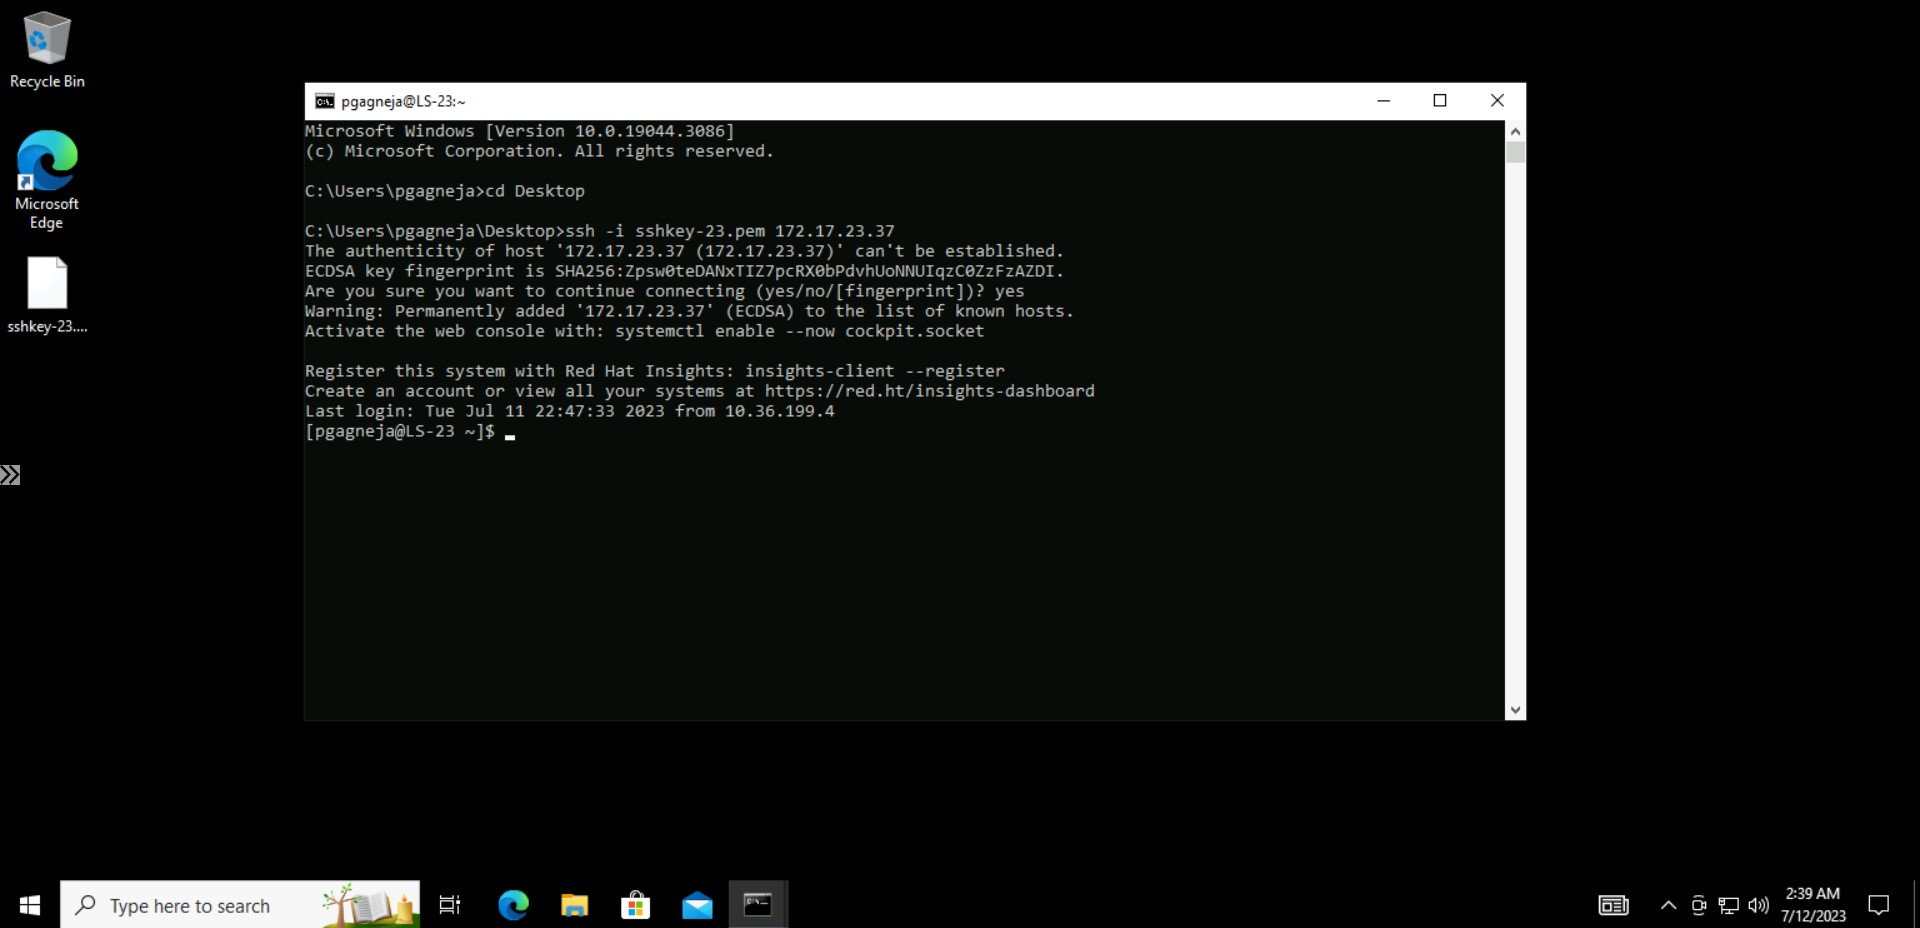 Recycle Bin
Microsoft
Edge
sshkey-23....
pgagneja@LS-23:~
Microsoft Windows [Version 10.0.19044.3086]
(c) Microsoft Corporation. All rights reserved.
C:\Users\pgagneja>cd Desktop
C:\Users\pgagneja\Desktop>ssh -i sshkey-23.pem 172.17.23.37
The authenticity of host '172.17.23.37 (172.17.23.37)' can't be established.
ECDSA key fingerprint is SHA256:Zpsw0teDANxTIZ7pcRX0bPdvhUoNNUIqzC0ZzFzAZDI.
Are you sure you want to continue connecting (yes/no/[fingerprint])? yes
Warning: Permanently added '172.17.23.37' (ECDSA) to the list of known hosts.
Activate the web console with: systemctl enable --now cockpit.socket
Register this system with Red Hat Insights: insights-client --register
Create an account or view all your systems at https://red.ht/insights-dashboard
Last login: Tue Jul 11 22:47:33 2023 from 10.36.199.4
[pgagneja@LS-23 ~]$
Type here to search
2:39 AM
7/12/2023